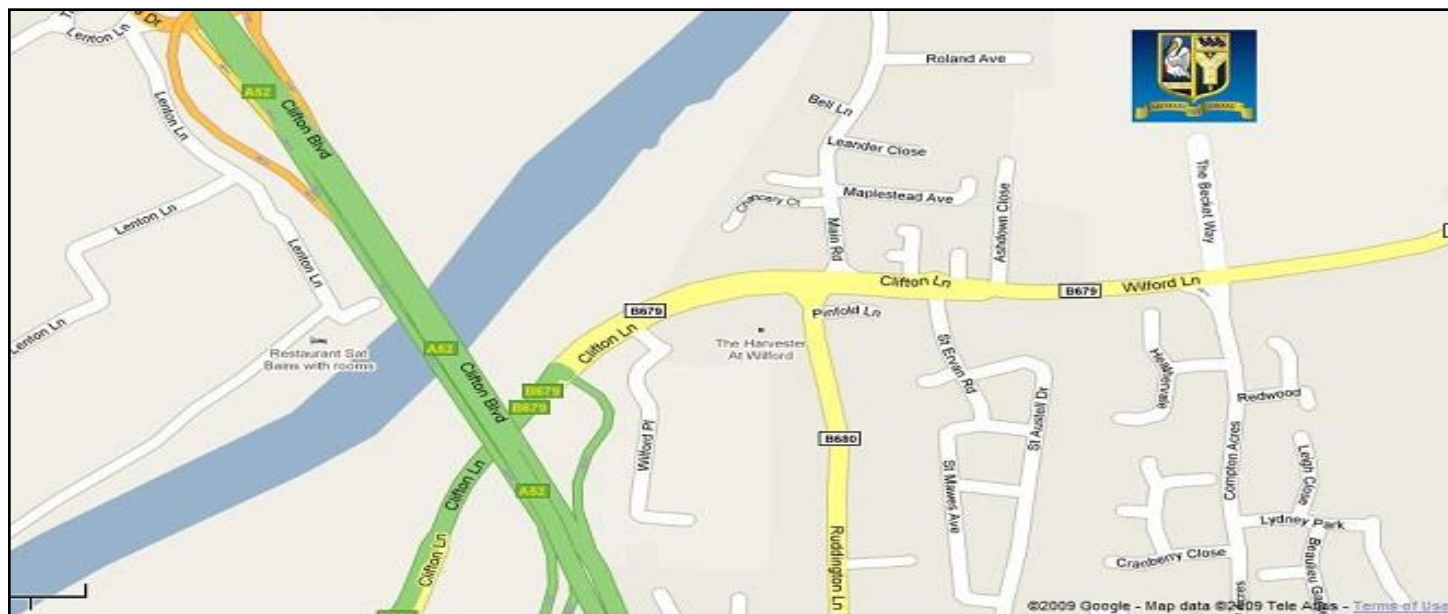 Lenton Ln
Dr
A52
Clifton Blvd
Lenton Ln
Lenton Ln
Lenton Ln
Lenton Ln
Restaurant Sat
Bains with rooms
A52
Clifton Blvd
B679
B679
Clifton Ln
Clifton Ln
A52
Clifton Ln
B679
Wilford Pl
The Harvester
At Wilford
Roland Ave
Bell Ln
Leander Close
Maplestead Ave
Chancery Ct
Main Rd
Ashdown Close
Clifton Ln
Pinfold Ln
B680
Ruddington Ln
St Ervan Rd
St Austell Dr
St Mawes Ave
B679
Wilford Ln
The Becket Way
Heathervale
Redwood
Compton Acres
Leigh Close
Lydney Park
Cranberry Close
©2009 Google - Map data ©2009 Tele Atlas - Terms of Use